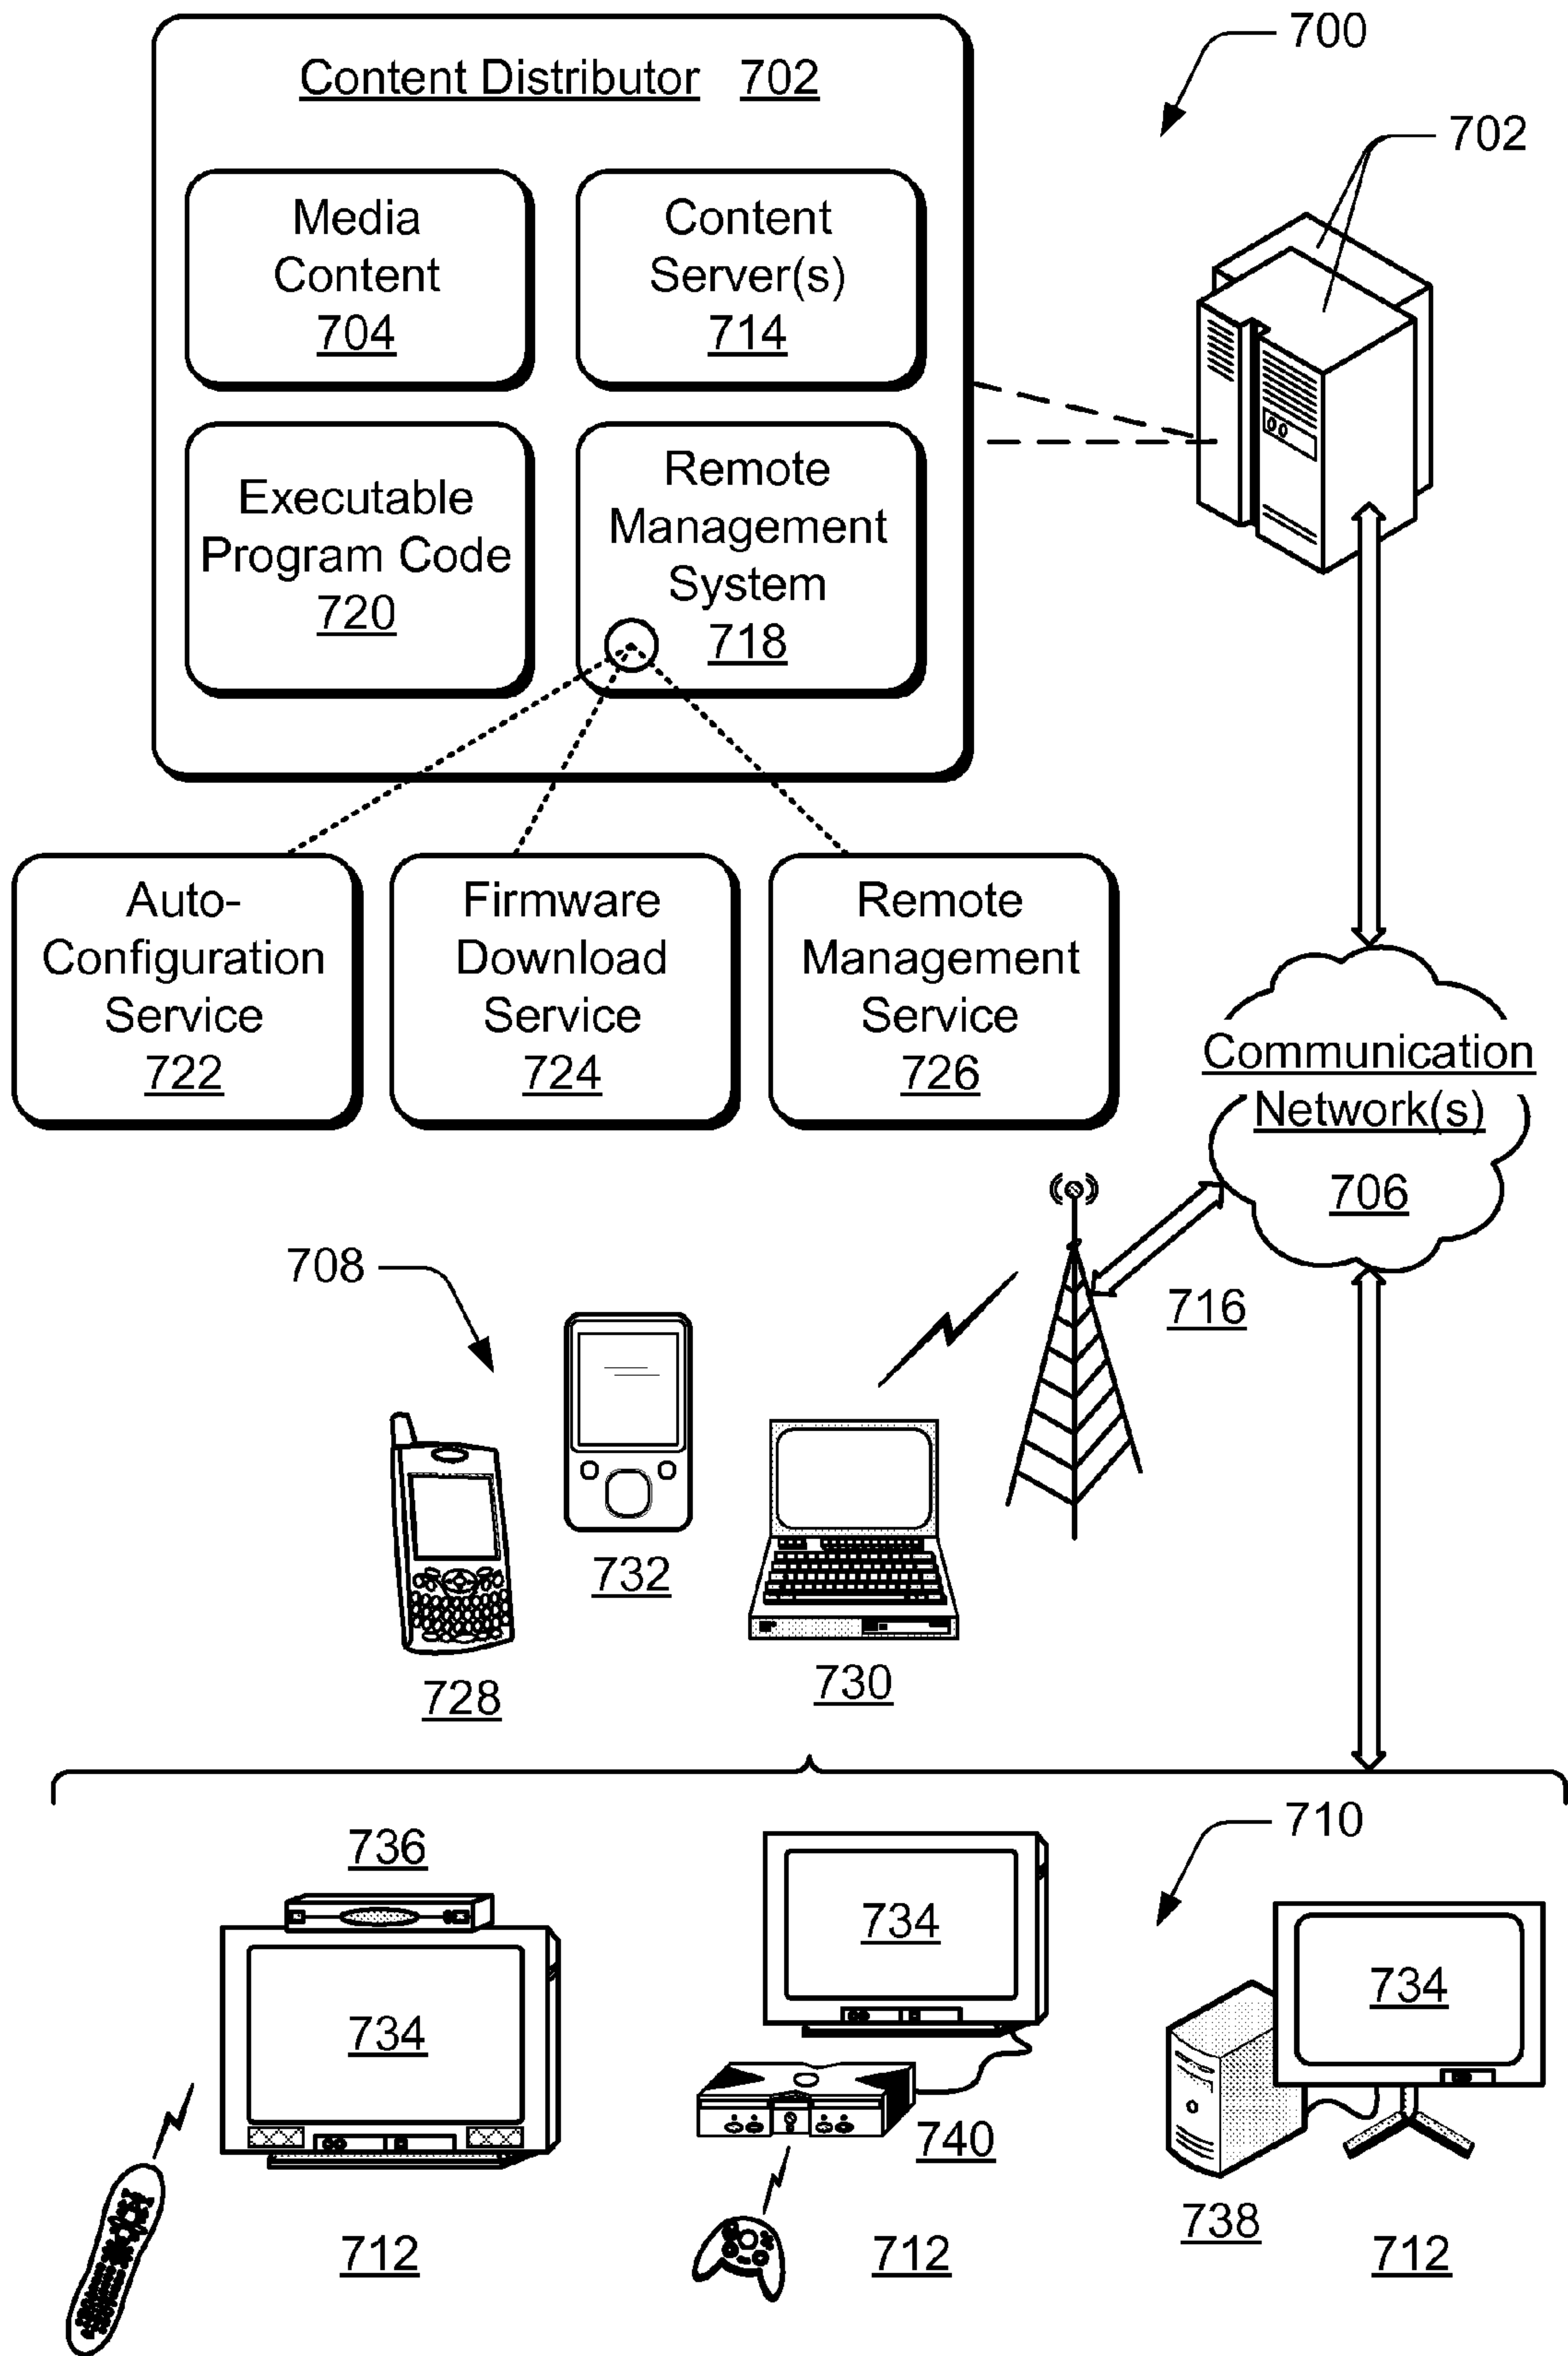 700
Content Distributor 702
702
Media
Content
704
Content
Server(s)
714
Executable
Program Code
720
Remote
Management
System
718
Auto-
Configuration
Service
722
Firmware
Download
Service
724
Remote
Management
Service
726
Communication
Network(s)
706
708
716
732
730
728
710
736
734
734
734
740
738
712
712
712